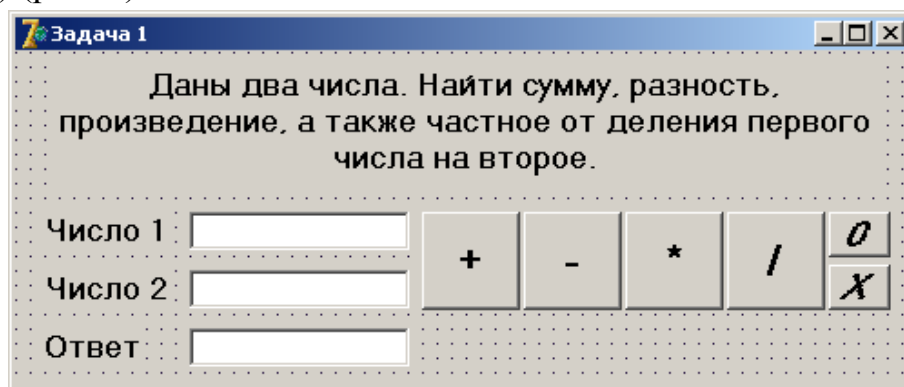 Задача 1
Даны два числа. Найти сумму, разность,
произведение, а также частное от деления первого
числа на второе.
Число 1
+ - * / 0
Число 2
X
Ответ